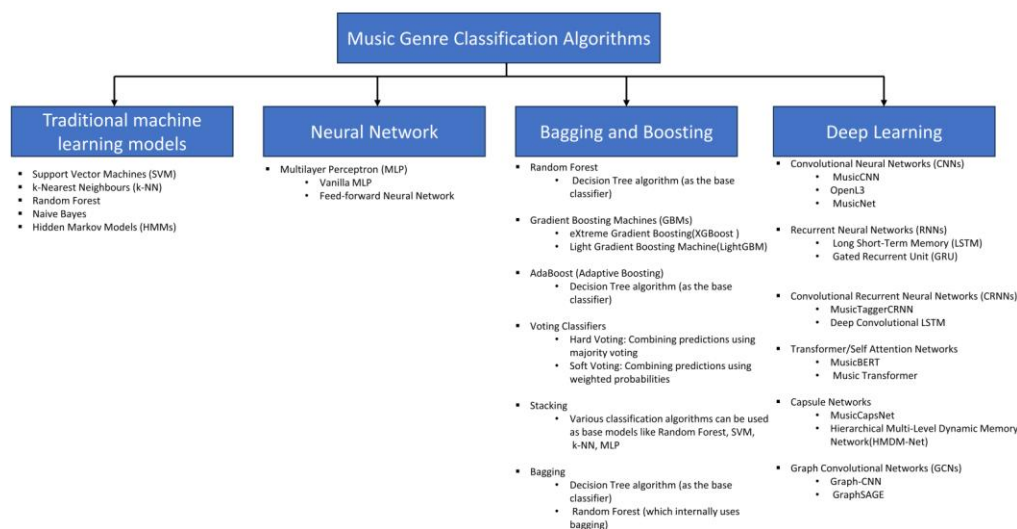 Music Genre Classification Algorithms
Traditional machine
learning models
▪ Support Vector Machines (SVM)
▪ k-Nearest Neighbours (k-NN)
▪ Random Forest
▪ Naive Bayes
▪ Hidden Markov Models (HMMs)
Neural Network
▪ Multilayer Perceptron (MLP)
• Vanilla MLP
• Feed-forward Neural Network
Bagging and Boosting
▪ Random Forest
• Decision Tree algorithm (as the base
classifier)
▪ Gradient Boosting Machines (GBMs)
• eXtreme Gradient Boosting(XGBoost )
• Light Gradient Boosting Machine(LightGBM)
▪ AdaBoost (Adaptive Boosting)
• Decision Tree algorithm (as the base
classifier)
▪ Voting Classifiers
• Hard Voting: Combining predictions using
majority voting
• Soft Voting: Combining predictions using
weighted probabilities
▪ Stacking
• Various classification algorithms can be used
as base models like Random Forest, SVM,
k-NN, MLP
▪ Bagging
• Decision Tree algorithm (as the base
classifier)
• Random Forest (which internally uses
bagging)
Deep Learning
▪ Convolutional Neural Networks (CNNs)
• MusicCNN
• OpenL3
• MusicNet
▪ Recurrent Neural Networks (RNNs)
• Long Short-Term Memory (LSTM)
• Gated Recurrent Unit (GRU)
▪ Convolutional Recurrent Neural Networks (CRNNs)
• MusicTaggerCRNN
• Deep Convolutional LSTM
▪ Transformer/Self Attention Networks
• MusicBERT
• Music Transformer
▪ Capsule Networks
• MusicCapsNet
• Hierarchical Multi-Level Dynamic Memory
Network(HMDM-Net)
▪ Graph Convolutional Networks (GCNs)
• Graph-CNN
• GraphSAGE